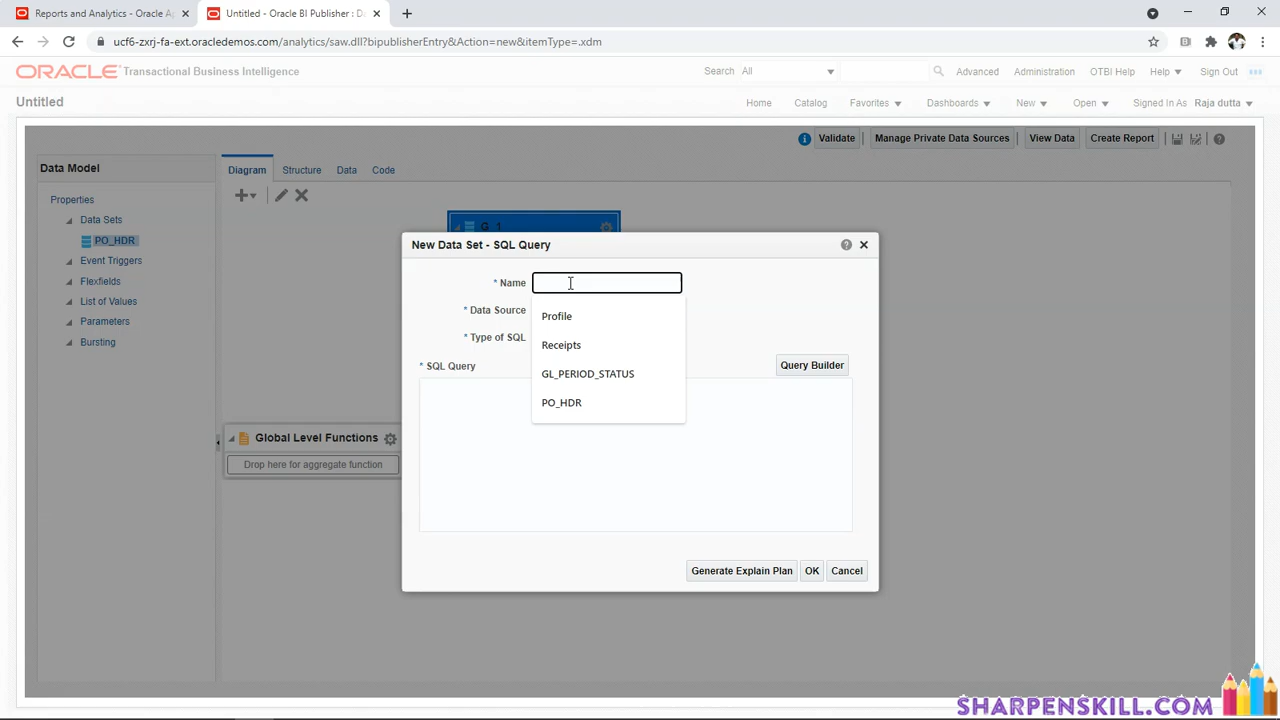 Reports and Analytics - Oracle Ap
Untitled - Oracle BI Publisher : Da
ucf6-zxrj-fa-ext.oracledemos.com/analytics/saw.dll?bipublisherEntry&Action=new&itemType=.xdm
ORACLE Transactional Business Intelligence
Search All Advanced Administration OTBI Help Help Sign Out
Untitled
Home Catalog Favorites Dashboards New Open Signed In As Raja dutta
Validate Manage Private Data Sources View Data Create Report
Data Model
Diagram Structure Data Code
Properties
Data Sets
PO_HDR
Event Triggers
Flexfields
List of Values
Parameters
Bursting
G_1
Global Level Functions
Drop here for aggregate function
New Data Set - SQL Query
* Name
* Data Source
* Type of SQL
* SQL Query
Profile
Receipts
GL_PERIOD_STATUS
PO_HDR
Query Builder
Generate Explain Plan OK Cancel
SHARPENSKILL.COM